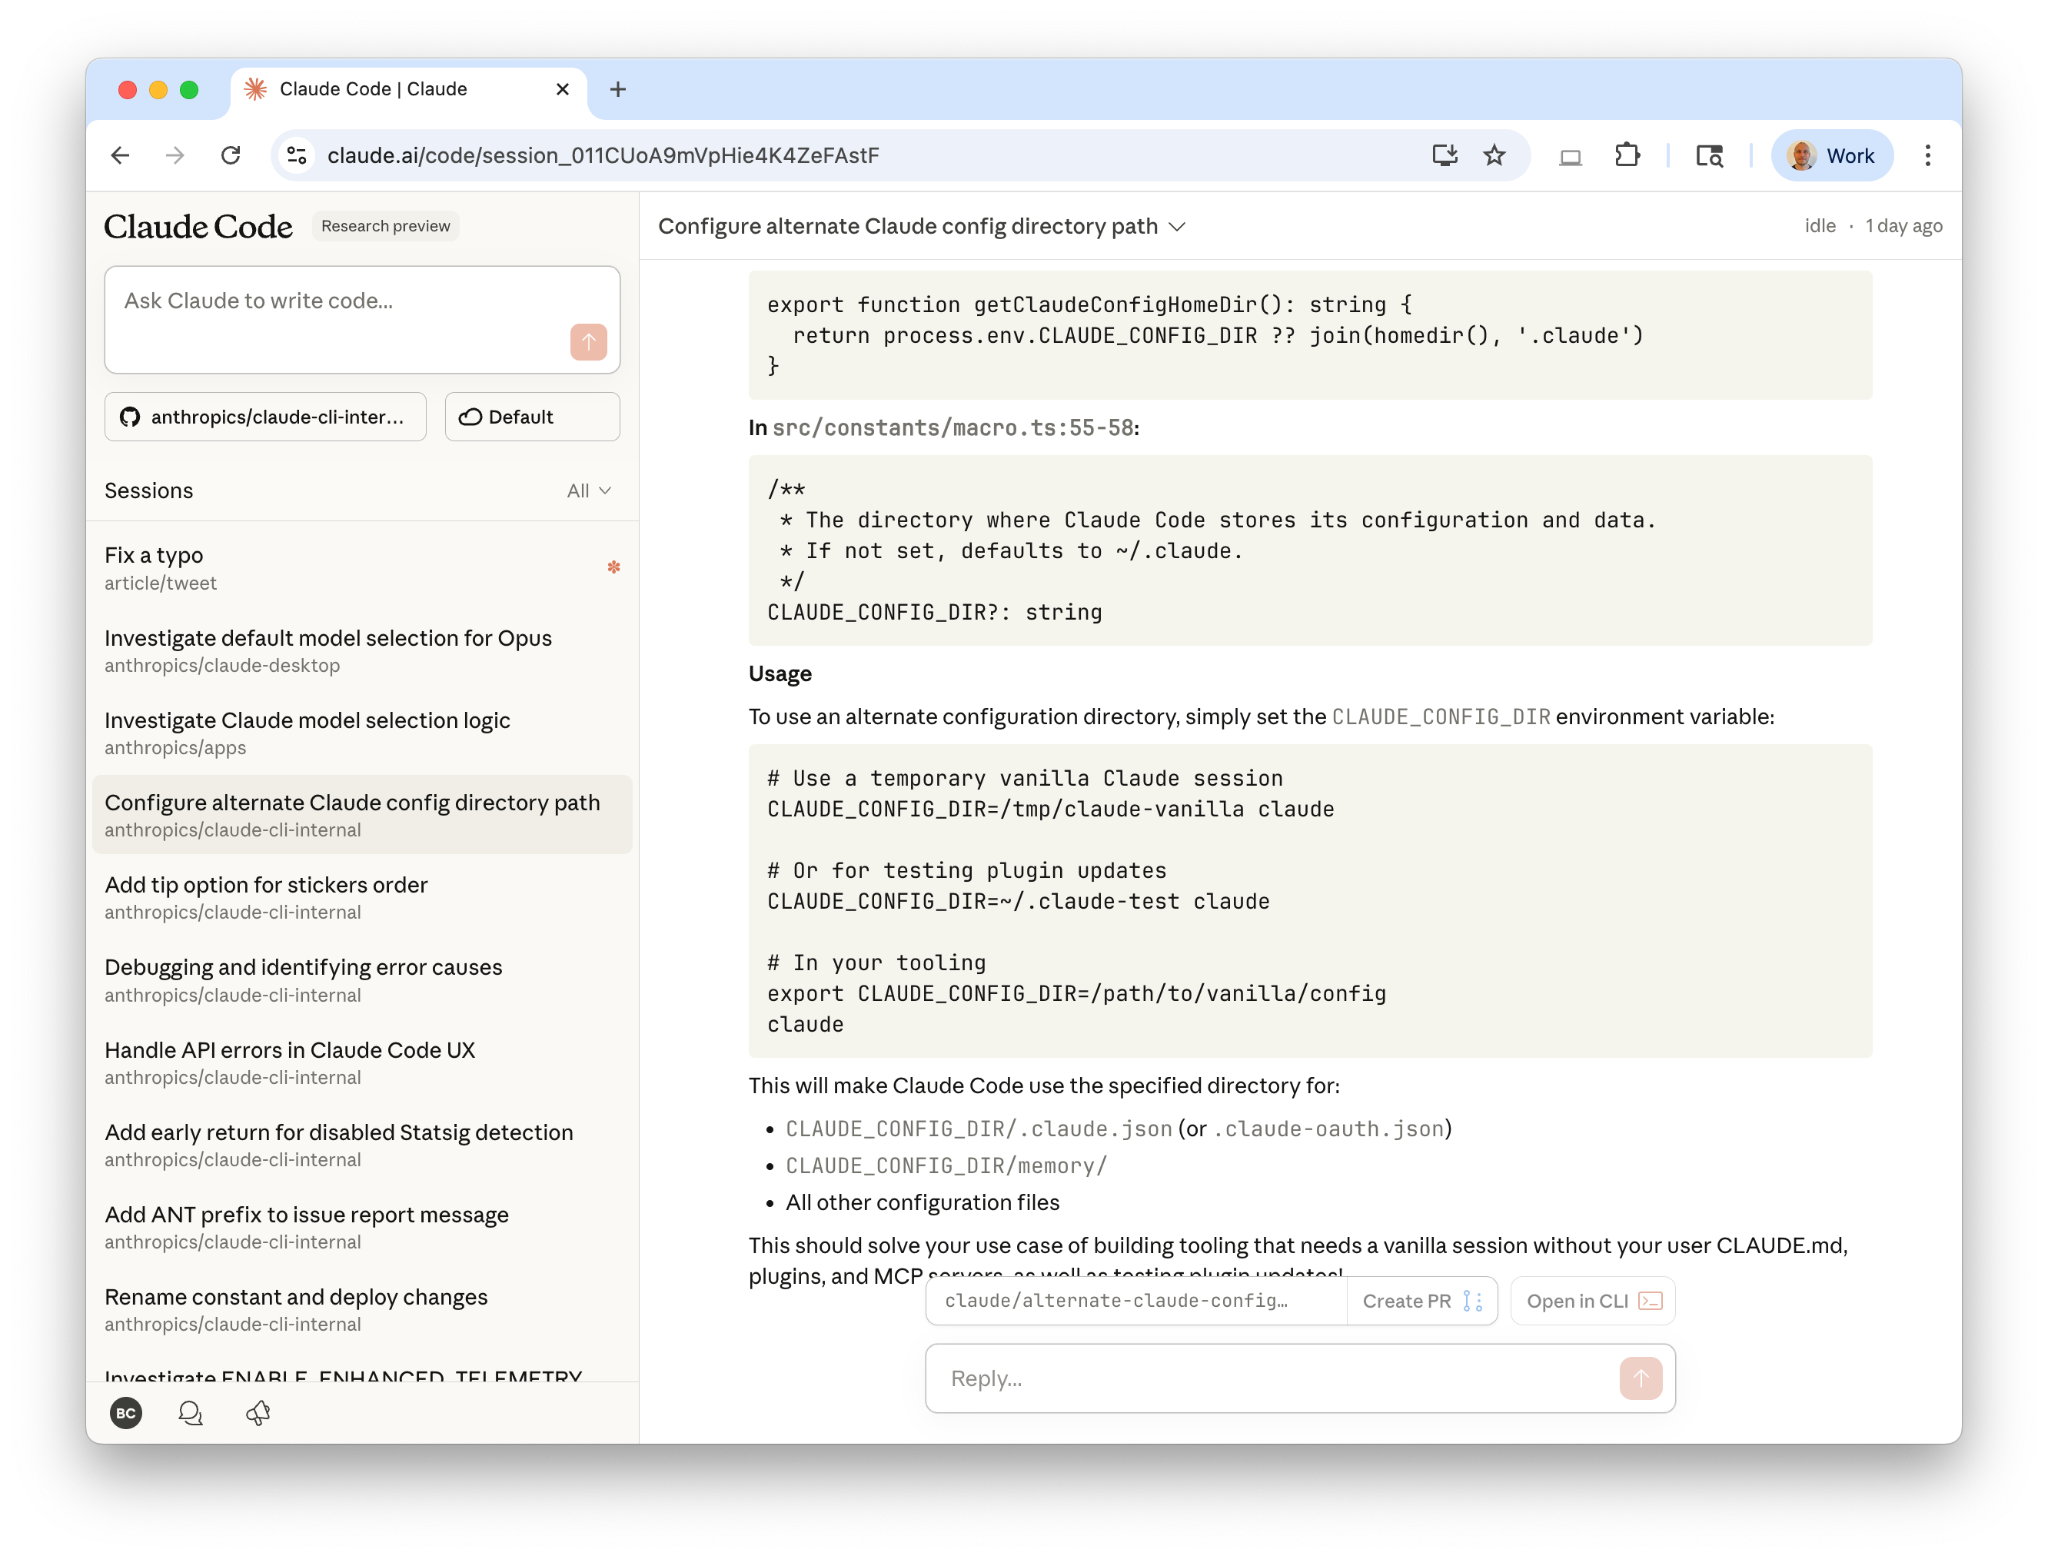 Claude Code | Claude
claude.ai/code/session_011CUoA9mVpHie4K4ZeFAstF
Work
Claude Code
Research preview
Ask Claude to write code...
anthropics/claude-cli-inter...
Default
Sessions
All
Fix a typo
article/tweet
Investigate default model selection for Opus
anthropics/claude-desktop
Investigate Claude model selection logic
anthropics/apps
Configure alternate Claude config directory path
anthropics/claude-cli-internal
Add tip option for stickers order
anthropics/claude-cli-internal
Debugging and identifying error causes
anthropics/claude-cli-internal
Handle API errors in Claude Code UX
anthropics/claude-cli-internal
Add early return for disabled Statsig detection
anthropics/claude-cli-internal
Add ANT prefix to issue report message
anthropics/claude-cli-internal
Rename constant and deploy changes
anthropics/claude-cli-internal
Investigate ENABLE_ENHANCED_TELEMETRY
BC
Configure alternate Claude config directory path
idle · 1 day ago
export function getClaudeConfigHomeDir(): string {
  return process.env.CLAUDE_CONFIG_DIR ?? join(homedir(), '.claude')
}
In src/constants/macro.ts:55-58:
/**
 * The directory where Claude Code stores its configuration and data.
 * If not set, defaults to ~/.claude.
 */
CLAUDE_CONFIG_DIR?: string
Usage
To use an alternate configuration directory, simply set the CLAUDE_CONFIG_DIR environment variable:
# Use a temporary vanilla Claude session
CLAUDE_CONFIG_DIR=/tmp/claude-vanilla claude
# Or for testing plugin updates
CLAUDE_CONFIG_DIR=~/.claude-test claude
# In your tooling
export CLAUDE_CONFIG_DIR=/path/to/vanilla/config
claude
This will make Claude Code use the specified directory for:
• CLAUDE_CONFIG_DIR/.claude.json (or .claude-oauth.json)
• CLAUDE_CONFIG_DIR/memory/
• All other configuration files
This should solve your use case of building tooling that needs a vanilla session without your user CLAUDE.md,
plugins, and MCP servers, as well as testing plugin updates!
claude/alternate-claude-config…
Create PR
Open in CLI
Reply...